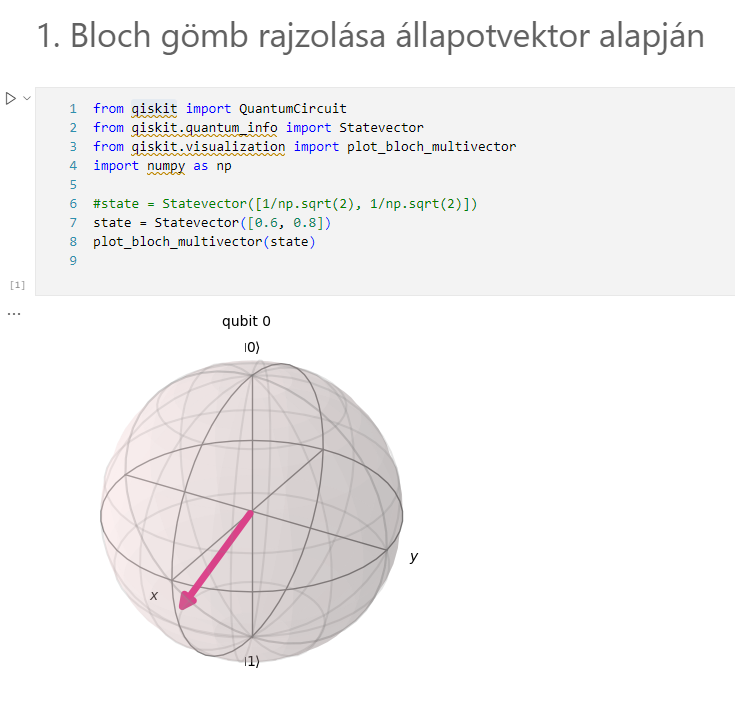 1. Bloch gömb rajzolása állapotvektor alapján
1 from qiskit import QuantumCircuit
2 from qiskit.quantum_info import Statevector
3 from qiskit.visualization import plot_bloch_multivector
4 import numpy as np
5
6 #state = Statevector([1/np.sqrt(2), 1/np.sqrt(2)])
7 state = Statevector([0.6, 0.8])
8 plot_bloch_multivector(state)
9
[1]
...
qubit 0
|0⟩
y
x
|1⟩